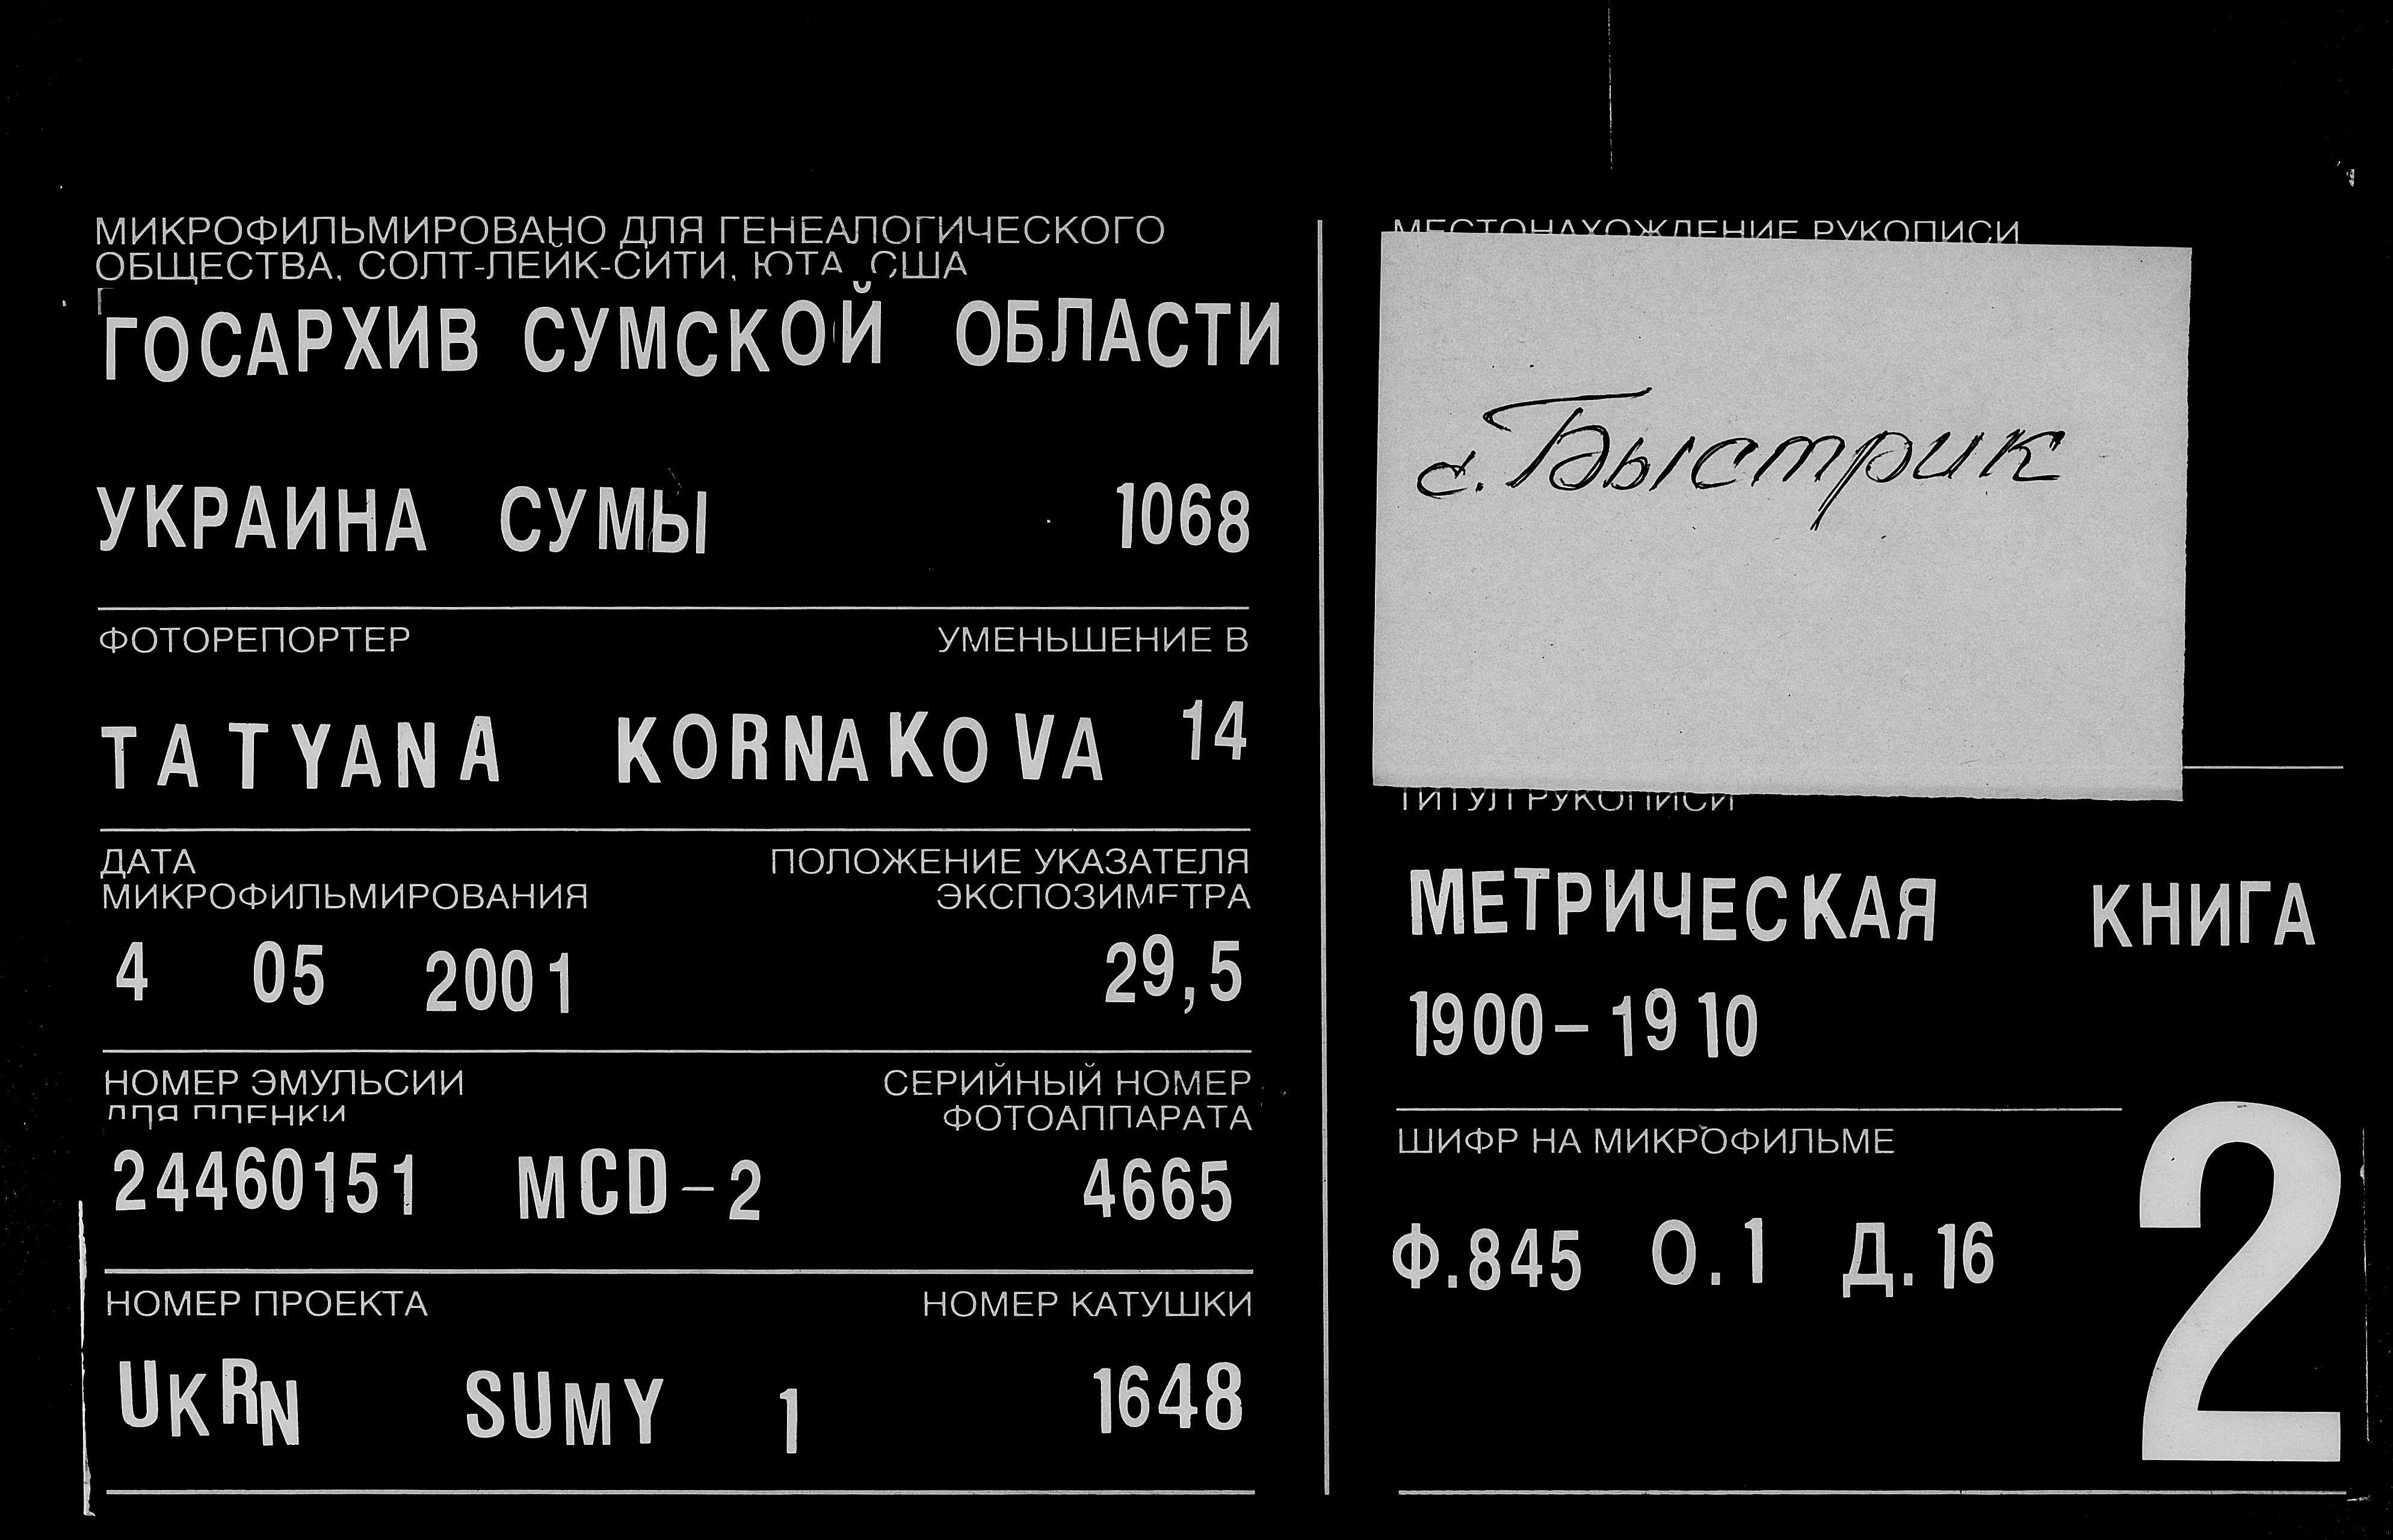 МИКРОФИЛЬМИРОВАНО ДЛЯ ГЕНЕАЛОГИЧЕСКОГО
ОБЩЕСТВА, СОЛТ-ЛЕЙК-СИТИ, ЮТА, США
ГОСАРХИВ СУМСКОЙ ОБЛАСТИ
УКРАИНА СУМЫ 1068
ФОТОРЕПОРТЕР УМЕНЬШЕНИЕ В
TATYANA KORNAKOVA 14
ДАТА ПОЛОЖЕНИЕ УКАЗАТЕЛЯ
МИКРОФИЛЬМИРОВАНИЯ ЭКСПОЗИМЕТРА
4 05 2001 29,5
НОМЕР ЭМУЛЬСИИ СЕРИЙНЫЙ НОМЕР
ДЛЯ ПЛЕНКИ ФОТОАППАРАТА
24460151 MCD-2 4665
НОМЕР ПРОЕКТА НОМЕР КАТУШКИ
UKRN SUMY 1 1648
МЕСТОНАХОЖДЕНИЕ РУКОПИСИ
с. Быстрик
ТИТУЛ РУКОПИСИ
МЕТРИЧЕСКАЯ КНИГА
1900-1910
ШИФР НА МИКРОФИЛЬМЕ
Ф.845 О.1 Д.16
2